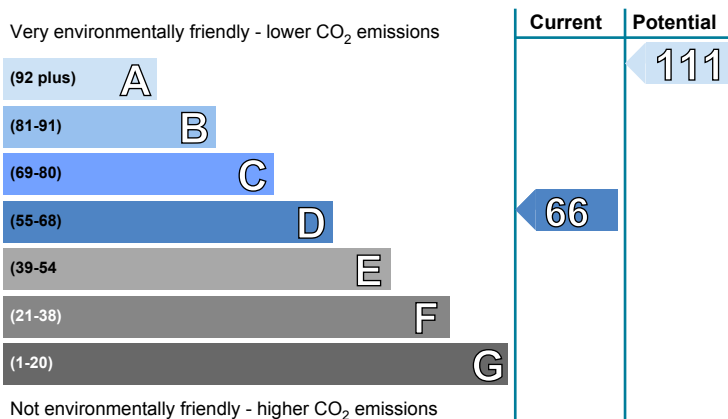 Current Potential
Very environmentally friendly - lower CO2 emissions
111
(92 plus) A
(81-91) B
(69-80) C
(55-68) D 66
(39-54 E
(21-38) F
(1-20) G
Not environmentally friendly - higher CO2 emissions